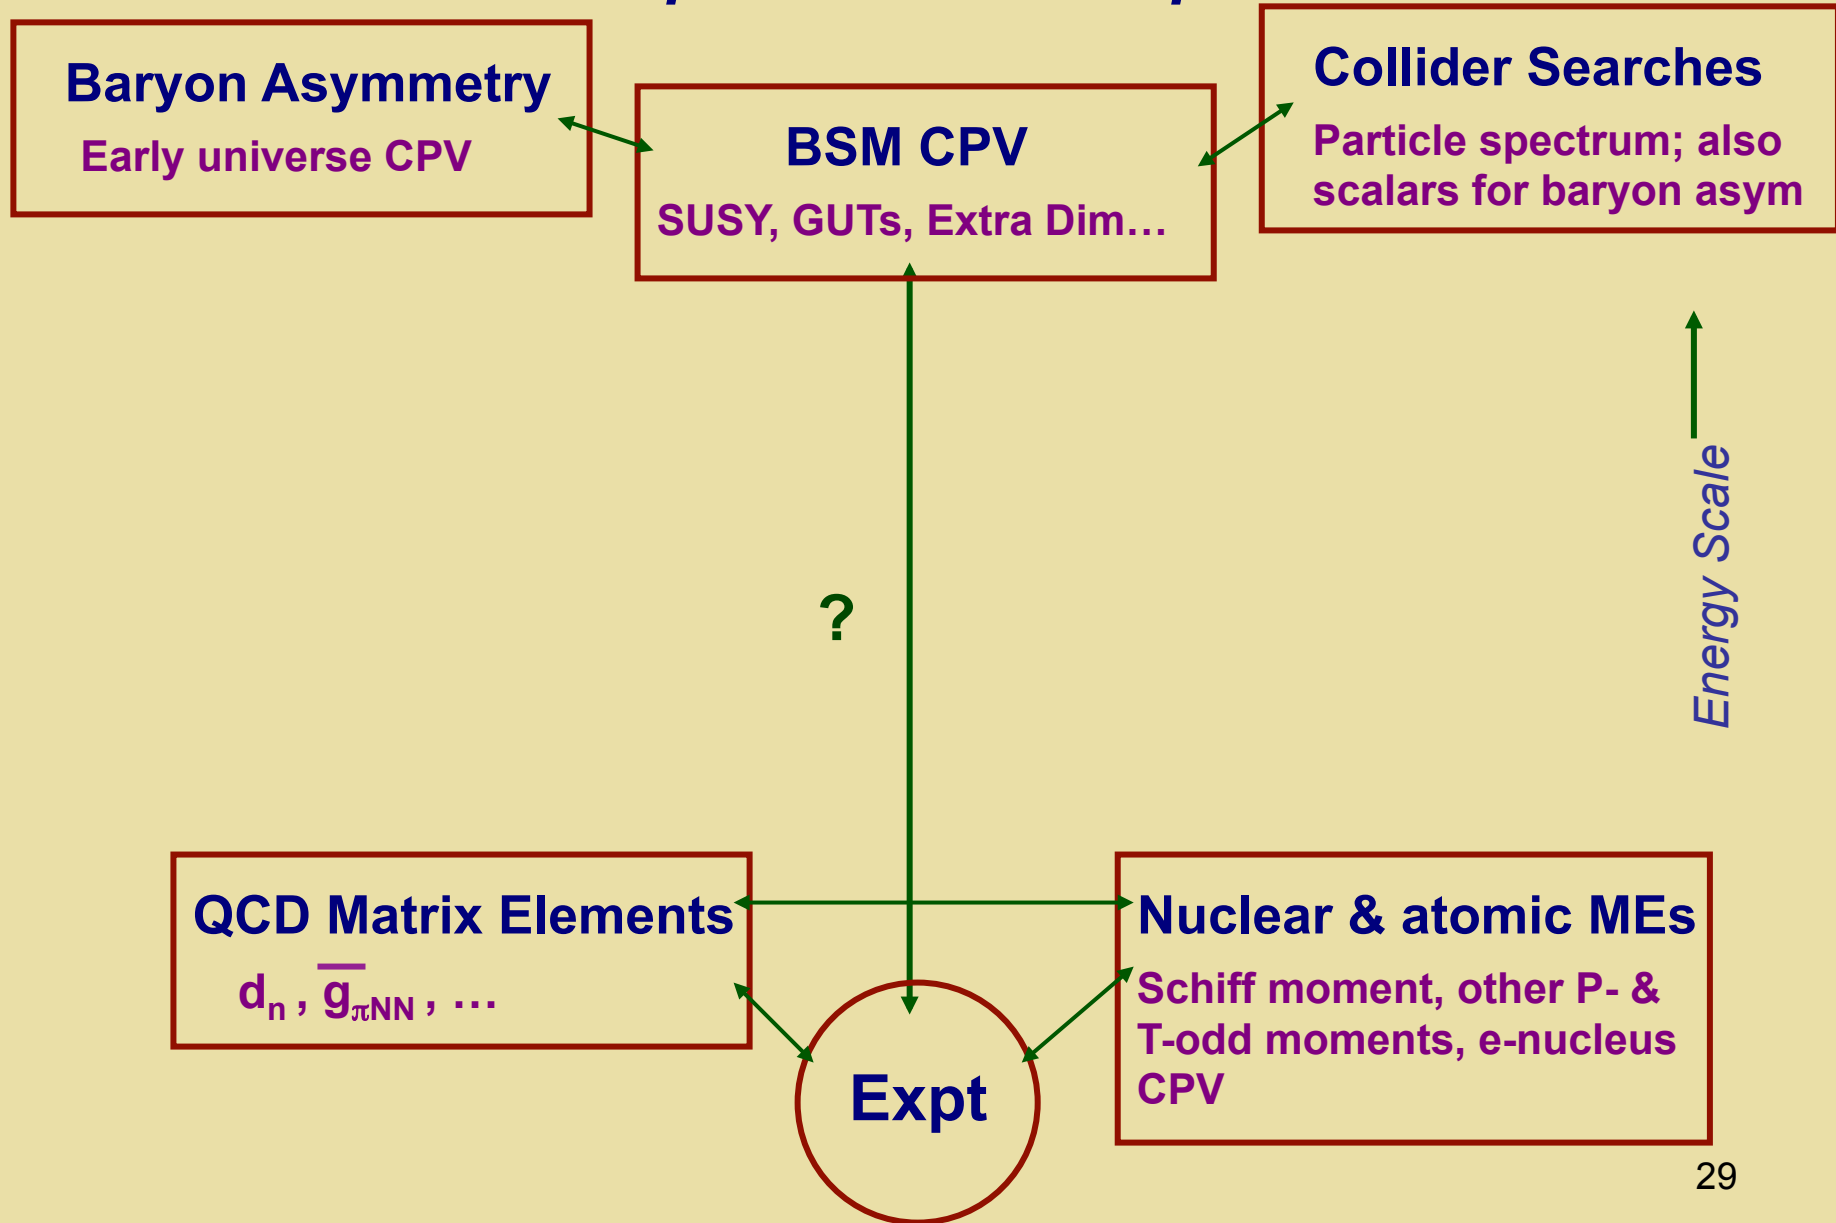 Baryon Asymmetry
Early universe CPV
BSM CPV
SUSY, GUTs, Extra Dim…
Collider Searches
Particle spectrum; also
scalars for baryon asym
?
Energy Scale
QCD Matrix Elements
dₙ , g̅πNN , …
Nuclear & atomic MEs
Schiff moment, other P- &
T-odd moments, e-nucleus
CPV
Expt
29